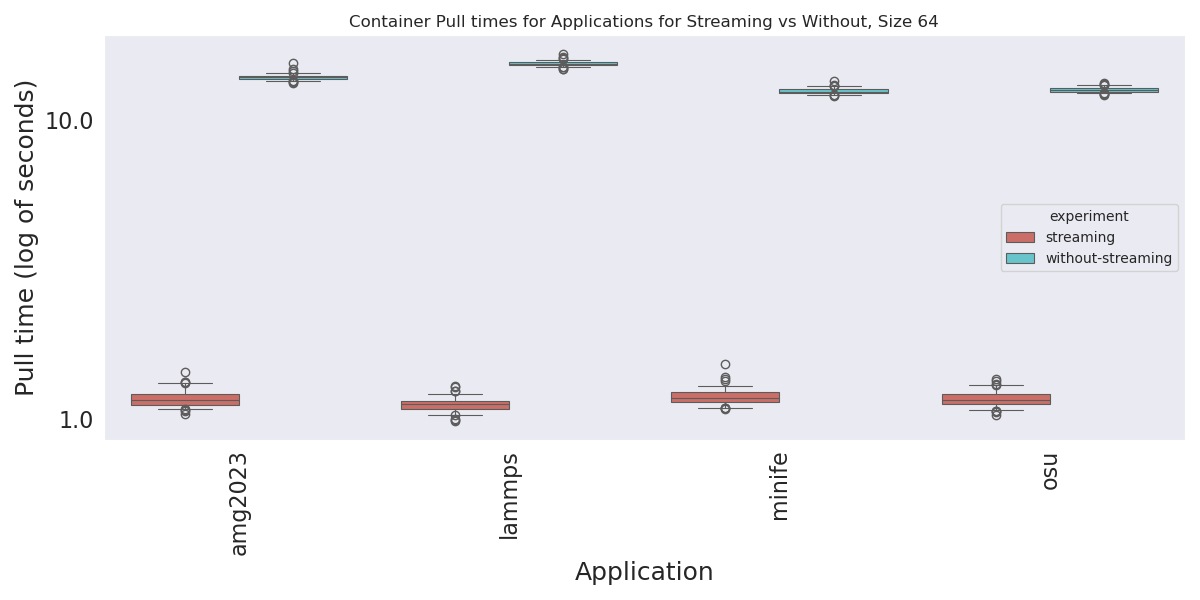 Container Pull times for Applications for Streaming vs Without, Size 64
Pull time (log of seconds)
10.0
1.0
experiment
streaming
without-streaming
amg2023
lammps
minife
osu
Application